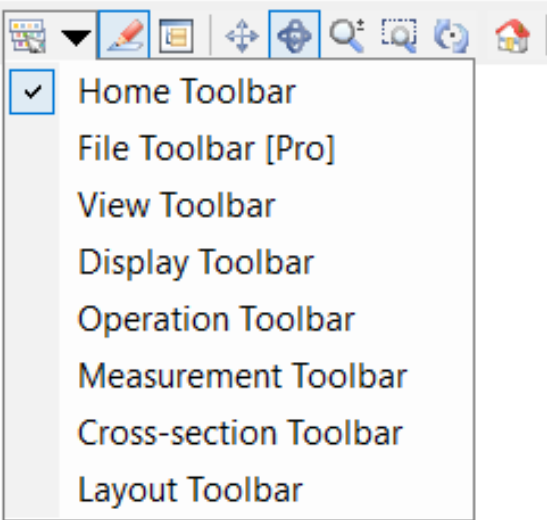 Home Toolbar
File Toolbar [Pro]
View Toolbar
Display Toolbar
Operation Toolbar
Measurement Toolbar
Cross-section Toolbar
Layout Toolbar